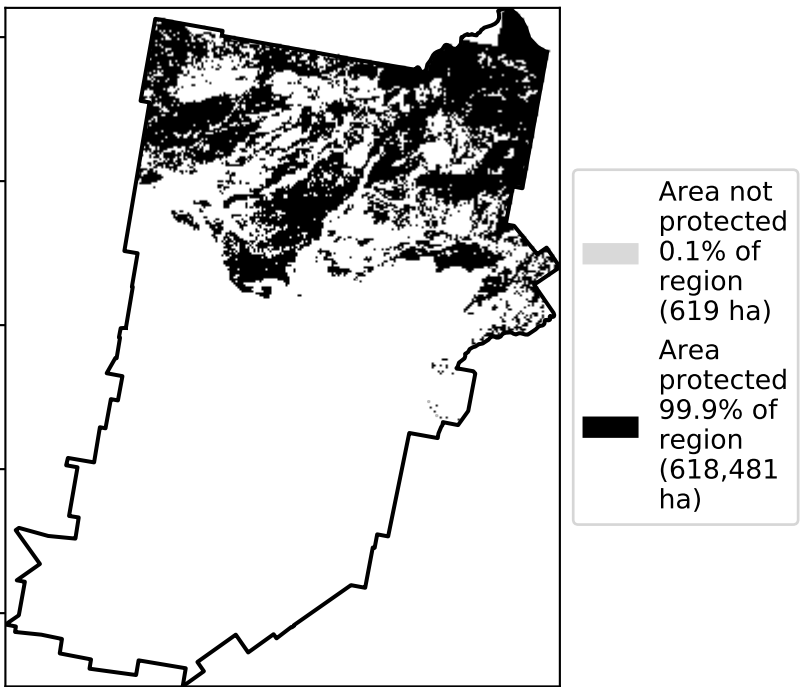 Area not
protected
0.1% of
region
(619 ha)
Area
protected
99.9% of
region
(618,481
ha)